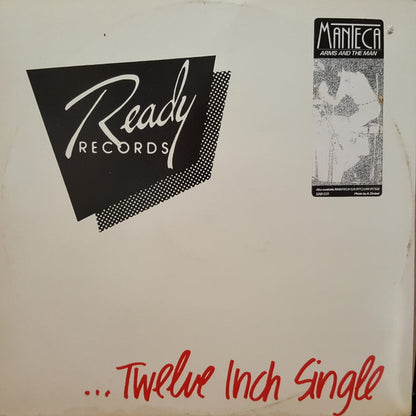 Ready
RECORDS
MANTECA
ARMS AND THE MAN
... Twelve Inch Single